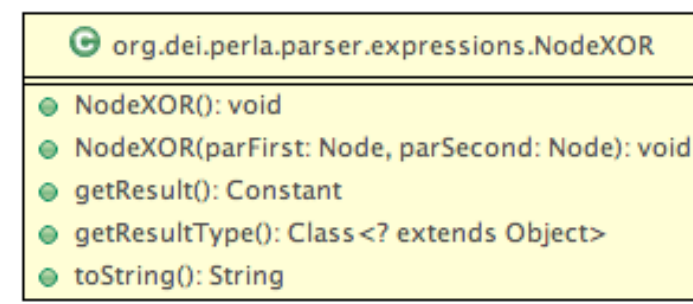 C org.dei.perla.parser.expressions.NodeXOR
NodeXOR(): void
NodeXOR(parFirst: Node, parSecond: Node): void
getResult(): Constant
getResultType(): Class<? extends Object>
toString(): String